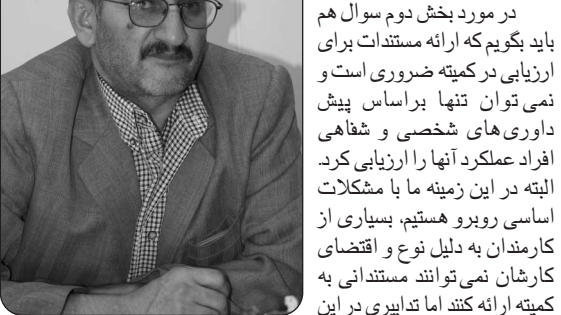 در مورد بخش دوم سوال هم
باید بگویم که ارائه مستندات برای
ارزیابی در کمیته ضروری است و
نمی توان تنها براساس پیش
داوری های شخصی و شفاهی
افراد عملکرد آنها را ارزیابی کرد.
البته در این زمینه ما با مشکلات
اساسی روبرو هستیم، بسیاری از
کارمندان به دلیل نوع و اقتضای
کارشان نمی توانند مستنداتی به
کمیته ارائه کنند اما تدابیری در این